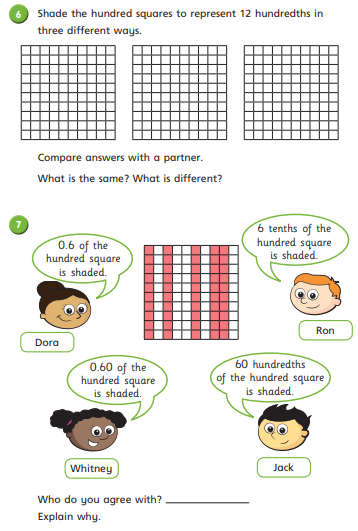 6 Shade the hundred squares to represent 12 hundredths in
three different ways.
Compare answers with a partner.
What is the same? What is different?
7
0.6 of the
hundred square
is shaded.
Dora
6 tenths of the
hundred square
is shaded.
Ron
0.60 of the
hundred square
is shaded.
Whitney
60 hundredths
of the hundred square
is shaded.
Jack
Who do you agree with?
Explain why.